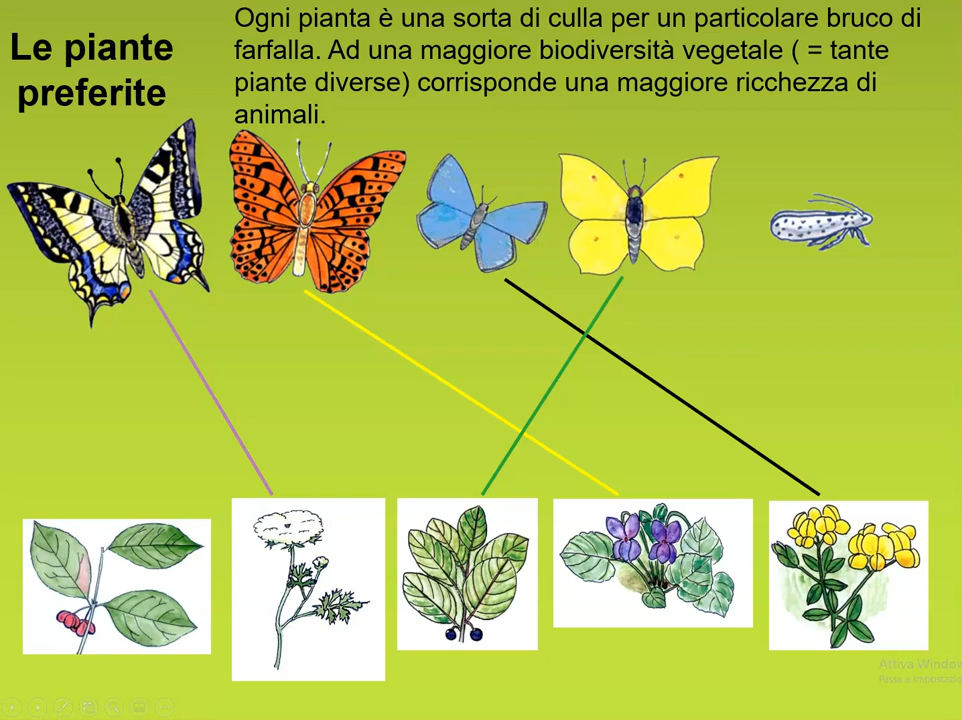 Le piante
preferite
Ogni pianta è una sorta di culla per un particolare bruco di
farfalla. Ad una maggiore biodiversità vegetale ( = tante
piante diverse) corrisponde una maggiore ricchezza di
animali.
Attiva Window